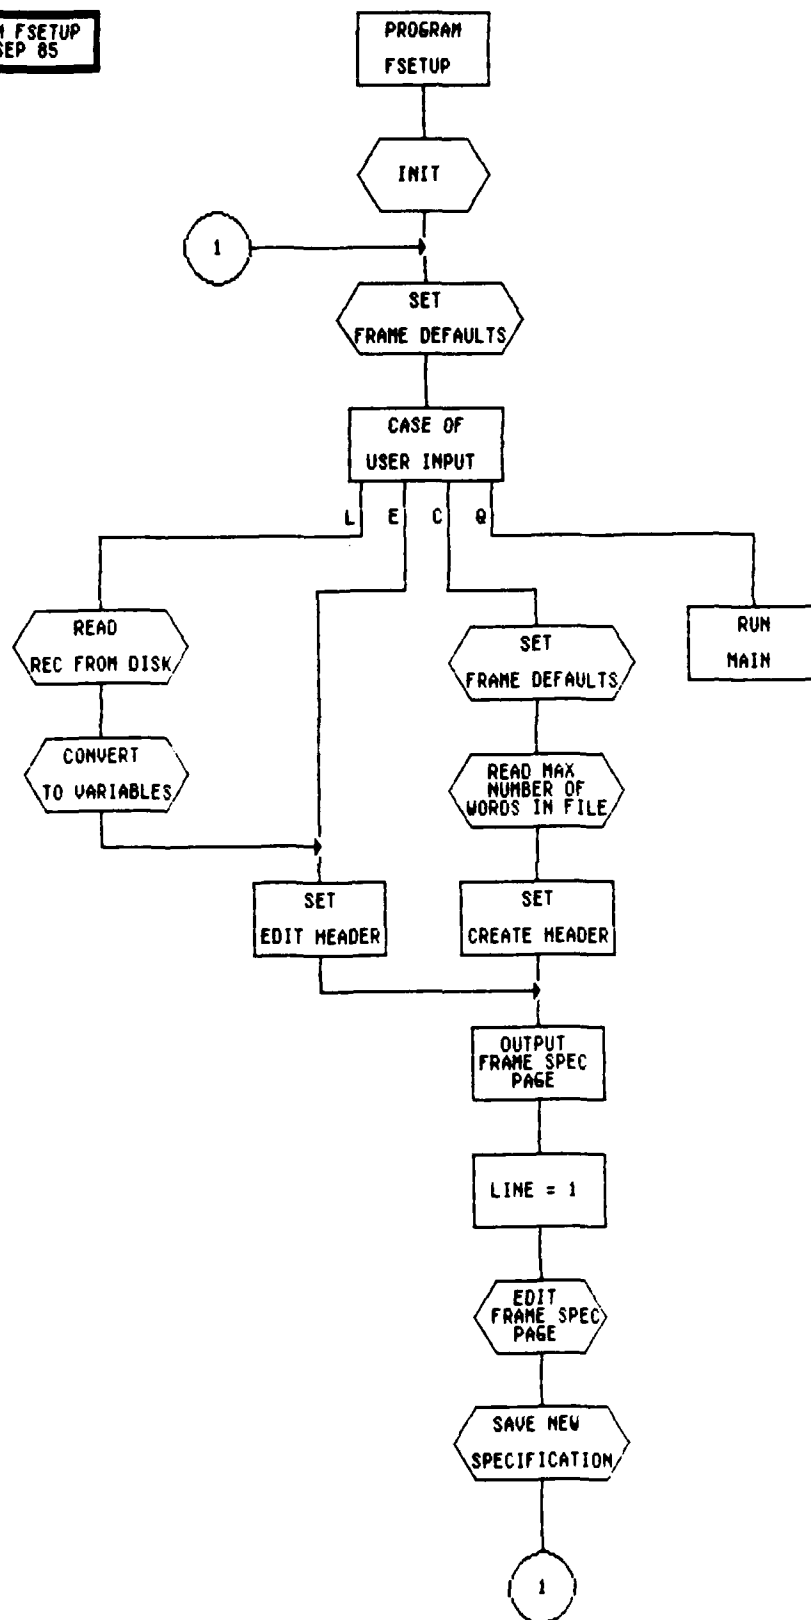 FSETUP
SEP 85
PROGRAM
FSETUP
INIT
1
SET
FRAME DEFAULTS
CASE OF
USER INPUT
L E C Q
READ
REC FROM DISK
CONVERT
TO VARIABLES
SET
FRAME DEFAULTS
READ MAX
NUMBER OF
WORDS IN FILE
RUN
MAIN
SET
EDIT HEADER
SET
CREATE HEADER
OUTPUT
FRAME SPEC
PAGE
LINE = 1
EDIT
FRAME SPEC
PAGE
SAVE NEW
SPECIFICATION
1